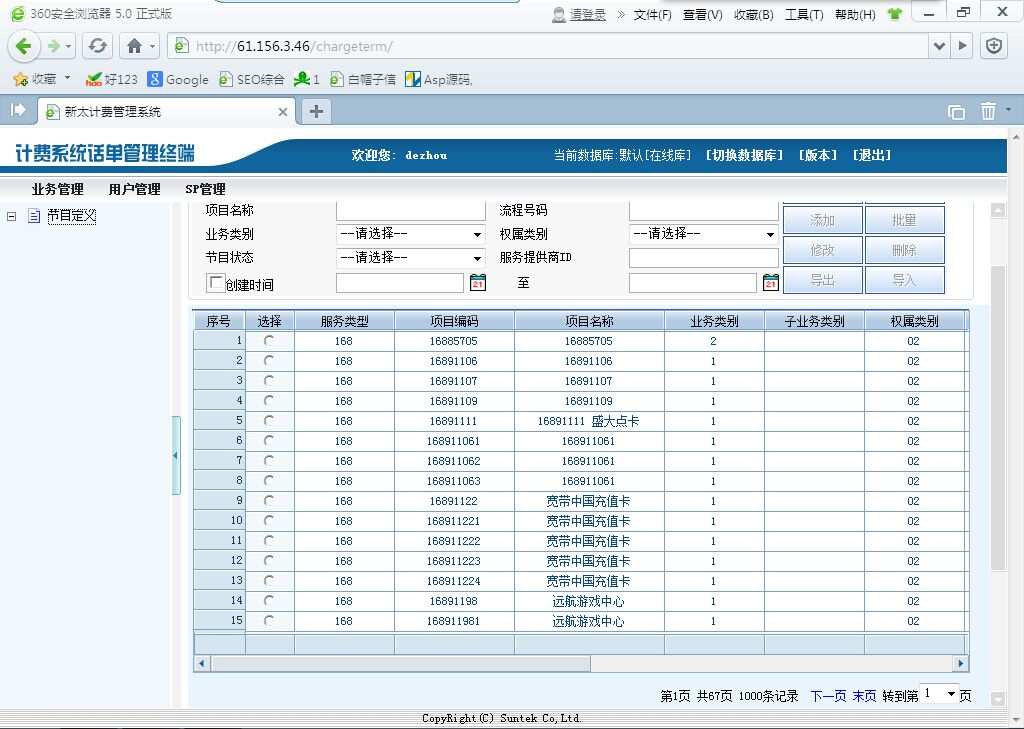 360安全浏览器 5.0 正式版 请登录 » 文件(F) 查看(V) 收藏(B) 工具(T) 帮助(H)
http://61.156.3.46/chargeterm/
收藏 好123 Google SEO综合 1 白帽子信 Asp源码,
新太计费管理系统
计费系统话单管理终端 欢迎您: dezhou 当前数据库:默认[在线库] [切换数据库] [版本] [退出]
业务管理 用户管理 SP管理
节目定义
项目名称 流程号码 添加 批量
业务类别 --请选择-- 权属类别 --请选择-- 修改 删除
节目状态 --请选择-- 服务提供商ID
创建时间 21 至 21 导出 导入
序号 选择 服务类型 项目编码 项目名称 业务类别 子业务类别 权属类别
1 168 16885705 16885705 2 02
2 168 16891106 16891106 1 02
3 168 16891107 16891107 1 02
4 168 16891109 16891109 1 02
5 168 16891111 16891111 盛大点卡 1 02
6 168 168911061 168911061 1 02
7 168 168911062 168911061 1 02
8 168 168911063 168911061 1 02
9 168 16891122 宽带中国充值卡 1 02
10 168 168911221 宽带中国充值卡 1 02
11 168 168911222 宽带中国充值卡 1 02
12 168 168911223 宽带中国充值卡 1 02
13 168 168911224 宽带中国充值卡 1 02
14 168 16891198 远航游戏中心 1 02
15 168 168911981 远航游戏中心 1 02
第1页 共67页 1000条记录 下一页 末页 转到第 1 页
CopyRight(C) Suntek Co,Ltd.